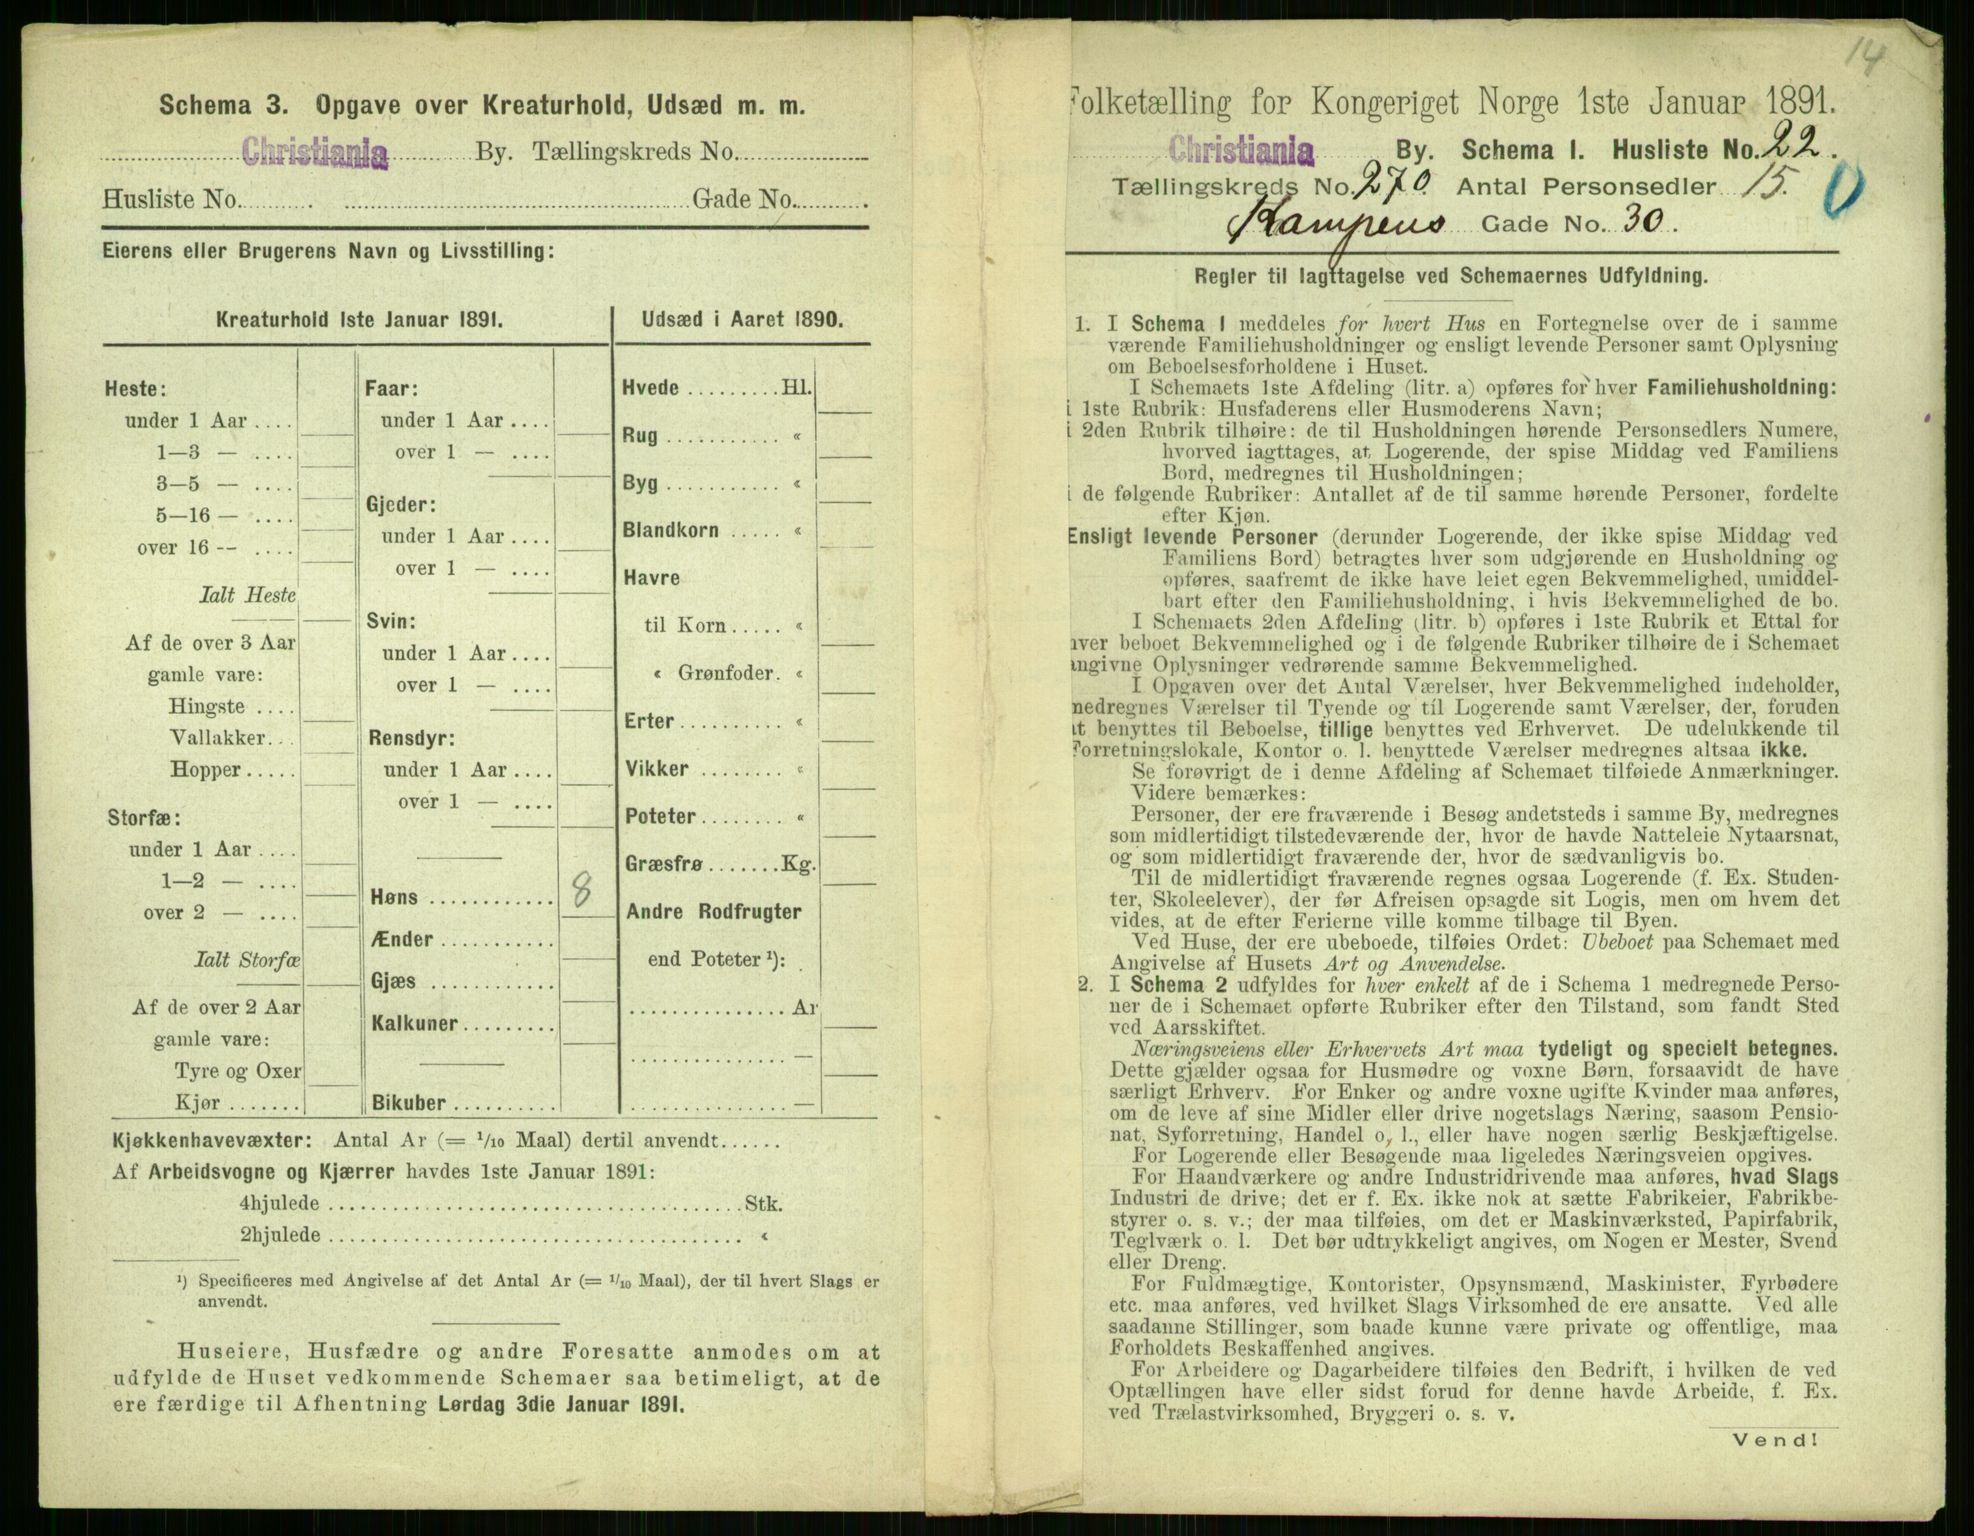 Schema 3. Opgave over Kreaturhold, Udsæd m. m.
Christiania By. Tællingskreds No.
Husliste No. Gade No.
Eierens eller Brugerens Navn og Livsstilling:
Kreaturhold 1ste Januar 1891.
Heste:
under 1 Aar ....
1—3 — ....
3—5 — ....
5—16 — ....
over 16 — ....
Ialt Heste
Af de over 3 Aar
gamle vare:
Hingste ....
Vallakker...
Hopper .....
Storfæ:
under 1 Aar ....
1—2 — ....
over 2 — ....
Ialt Storfæ
Af de over 2 Aar
gamle vare:
Tyre og Oxer
Kjør .......
Faar:
under 1 Aar ....
over 1 — ....
Gjeder:
under 1 Aar ....
over 1 — ....
Svin:
under 1 Aar ....
over 1 — ....
Rensdyr:
under 1 Aar ....
over 1 — ....
Høns ............ 8
Ænder ...........
Gjæs ............
Kalkuner.........
Bikuber ..........
Udsæd i Aaret 1890.
Hvede .........Hl.
Rug ........... «
Byg ........... «
Blandkorn ..... «
Havre
til Korn ..... «
« Grønfoder. «
Erter .......... «
Vikker ........ «
Poteter ........ «
Græsfrø .......Kg.
Andre Rodfrugter
end Poteter ¹):
............... Ar
............... —
............... —
Kjøkkenhavevæxter: Antal Ar (= 1/10 Maal) dertil anvendt......
Af Arbeidsvogne og Kjærrer havdes 1ste Januar 1891:
4hjulede ....................................... Stk.
2hjulede ....................................... «
¹) Specificeres med Angivelse af det Antal Ar (= 1/10 Maal), der til hvert Slags er
anvendt.
Huseiere, Husfædre og andre Foresatte anmodes om at
udfylde de Huset vedkommende Schemaer saa betimeligt, at de
ere færdige til Afhentning Lørdag 3die Januar 1891.
14
Folketælling for Kongeriget Norge 1ste Januar 1891.
Christiania By. Schema I. Husliste No. 22.
Tællingskreds No. 270. Antal Personsedler 15.
Kampens Gade No. 30.
Regler til Iagttagelse ved Schemaernes Udfyldning.
1. I Schema I meddeles for hvert Hus en Fortegnelse over de i samme
værende Familiehusholdninger og ensligt levende Personer samt Oplysning
om Beboelsesforholdene i Huset.
I Schemaets 1ste Afdeling (litr. a) opføres for hver Familiehusholdning:
i 1ste Rubrik: Husfaderens eller Husmoderens Navn;
i 2den Rubrik tilhøire: de til Husholdningen hørende Personsedlers Numere,
hvorved iagttages, at Logerende, der spise Middag ved Familiens
Bord, medregnes til Husholdningen;
i de følgende Rubriker: Antallet af de til samme hørende Personer, fordelte
efter Kjøn.
Ensligt levende Personer (derunder Logerende, der ikke spise Middag ved
Familiens Bord) betragtes hver som udgjørende en Husholdning og
opføres, saafremt de ikke have leiet egen Bekvemmelighed, umiddel-
bart efter den Familiehusholdning, i hvis Bekvemmelighed de bo.
I Schemaets 2den Afdeling (litr. b) opføres i 1ste Rubrik et Ettal for
hver beboet Bekvemmelighed og i de følgende Rubriker tilhøire de i Schemaet
angivne Oplysninger vedrørende samme Bekvemmelighed.
I Opgaven over det Antal Værelser, hver Bekvemmelighed indeholder,
medregnes Værelser til Tyende og til Logerende samt Værelser, der, foruden
at benyttes til Beboelse, tillige benyttes ved Erhvervet. De udelukkende til
Forretningslokale, Kontor o. l. benyttede Værelser medregnes altsaa ikke.
Se forøvrigt de i denne Afdeling af Schemaet tilføiede Anmærkninger.
Videre bemærkes:
Personer, der ere fraværende i Besøg andetsteds i samme By, medregnes
som midlertidigt tilstedeværende der, hvor de havde Natteleie Nytaarsnat,
og som midlertidigt fraværende der, hvor de sædvanligvis bo.
Til de midlertidigt fraværende regnes ogsaa Logerende (f. Ex. Studen-
ter, Skoleelever), der før Afreisen opsagde sit Logis, men om hvem det
vides, at de efter Ferierne ville komme tilbage til Byen.
Ved Huse, der ere ubeboede, tilføies Ordet: Ubeboet paa Schemaet med
Angivelse af Husets Art og Anvendelse.
2. I Schema 2 udfyldes for hver enkelt af de i Schema 1 medregnede Perso-
ner de i Schemaet opførte Rubriker efter den Tilstand, som fandt Sted
ved Aarsskiftet.
Næringsveiens eller Erhvervets Art maa tydeligt og specielt betegnes.
Dette gjælder ogsaa for Husmødre og voxne Børn, forsaavidt de have
særligt Erhverv. For Enker og andre voxne ugifte Kvinder maa anføres,
om de leve af sine Midler eller drive nogetslags Næring, saasom Pensio-
nat, Syforretning, Handel o, l., eller have nogen særlig Beskjæftigelse.
For Logerende eller Besøgende maa ligeledes Næringsveien opgives.
For Haandværkere og andre Industridrivende maa anføres, hvad Slags
Industri de drive; det er f. Ex. ikke nok at sætte Fabrikeier, Fabrikbe-
styrer o. s. v.; der maa tilføies, om det er Maskinværksted, Papirfabrik,
Teglværk o. l. Det bør udtrykkeligt angives, om Nogen er Mester, Svend
eller Dreng.
For Fuldmægtige, Kontorister, Opsynsmænd, Maskinister, Fyrbødere
etc. maa anføres, ved hvilket Slags Virksomhed de ere ansatte. Ved alle
saadanne Stillinger, som baade kunne være private og offentlige, maa
Forholdets Beskaffenhed angives.
For Arbeidere og Dagarbeidere tilføies den Bedrift, i hvilken de ved
Optællingen have eller sidst forud for denne havde Arbeide, f. Ex.
ved Trælastvirksomhed, Bryggeri o. s. v.
Vend!